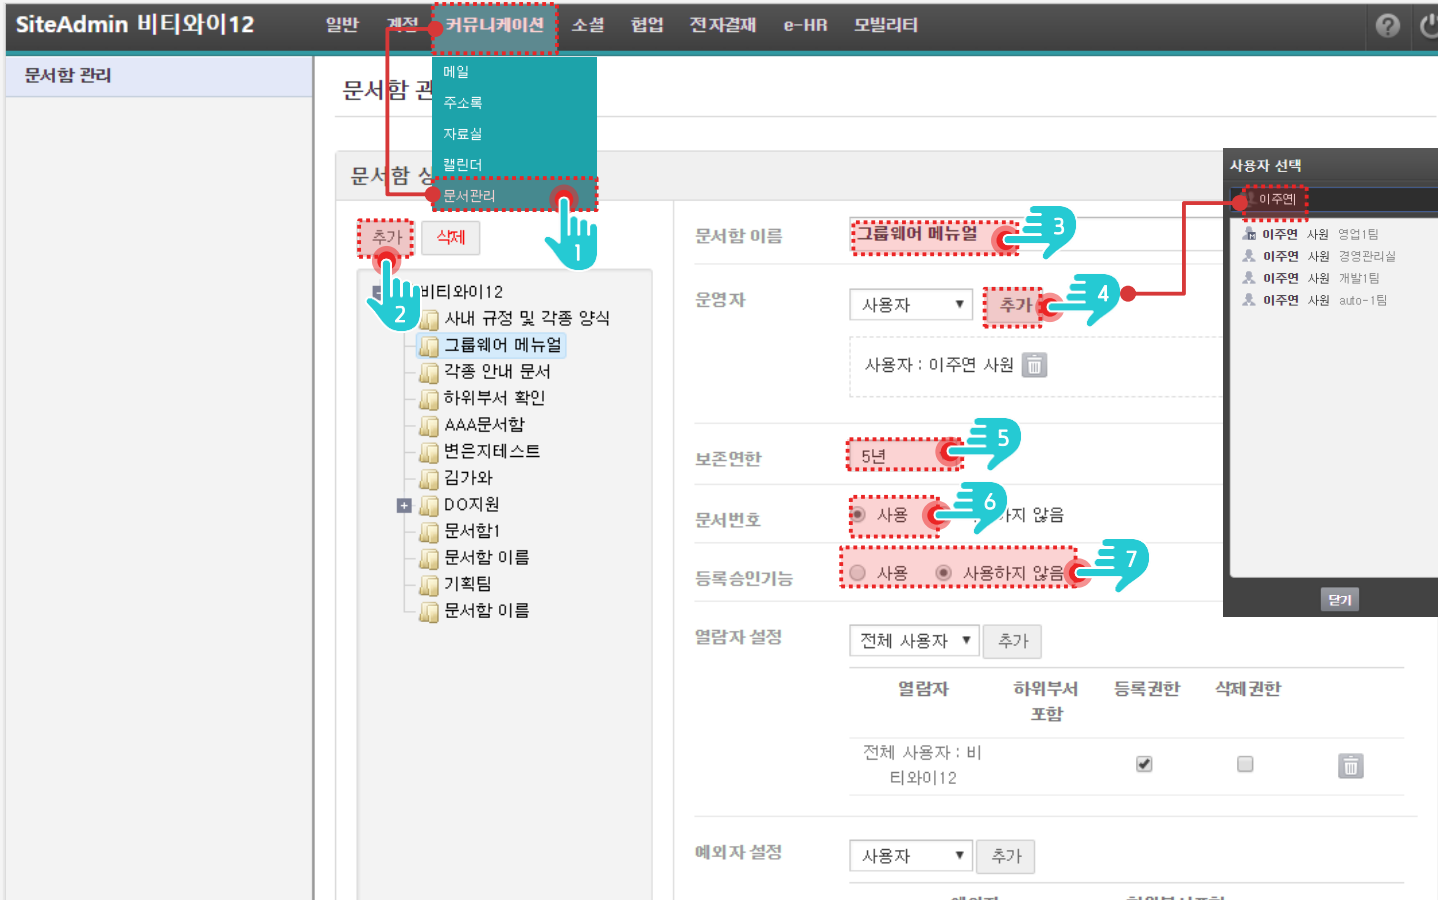 SiteAdmin 비티와이12
일반 계정 커뮤니케이션 소셜 협업 전자결재 e-HR 모빌리티
?
문서함 관리
메일
주소록
자료실
캘린더
문서관리
1
문서함 관
문서함 상
추가 삭제
2
비티와이12
사내 규정 및 각종 양식
그룹웨어 메뉴얼
각종 안내 문서
하위부서 확인
AAA문서함
변은지테스트
김가와
DO지원
문서함1
문서함 이름
기획팀
문서함 이름
문서함 이름 그룹웨어 메뉴얼 3
운영자 사용자 추가 4
사용자 : 이주연 사원
보존연한 5년 5
문서번호 사용 하지 않음 6
등록승인기능 사용 사용하지 않음 7
열람자 설정 전체 사용자 추가
열람자 하위부서 등록권한 삭제권한
포함
전체 사용자 : 비
티와이12
예외자 설정 사용자 추가
사용자 선택
이주연
이주연 사원 영업1팀
이주연 사원 경영관리실
이주연 사원 개발1팀
이주연 사원 auto-1팀
닫기